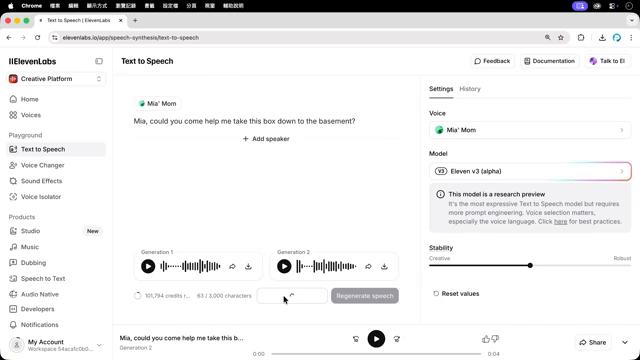 Chrome 檔案 編輯 顯示方式 瀏覽記錄 書籤 設定檔 分頁 視窗 輔助說明
Text to Speech | ElevenLabs
elevenlabs.io/app/speech-synthesis/text-to-speech
IIElevenLabs
Creative Platform
Home
Voices
Playground
Text to Speech
Voice Changer
Sound Effects
Voice Isolator
Products
Studio New
Music
Dubbing
Speech to Text
Audio Native
Developers
Notifications
My Account
Text to Speech
Feedback
Documentation
Talk to El
Mia' Mom
Mia, could you come help me take this box down to the basement?
Add speaker
Generation 1
Generation 2
101,794 credits r... 63 / 3,000 characters
Regenerate speech
Settings History
Voice
Mia' Mom
Model
V3 Eleven v3 (alpha)
This model is a research preview
It's the most expressive Text to Speech model but requires
more prompt engineering. Voice selection matters,
especially the voice language. Click here for best practices.
Stability
Creative Robust
Reset values
Mia, could you come help me take this b...
Generation 2
0:00 0:04
Share